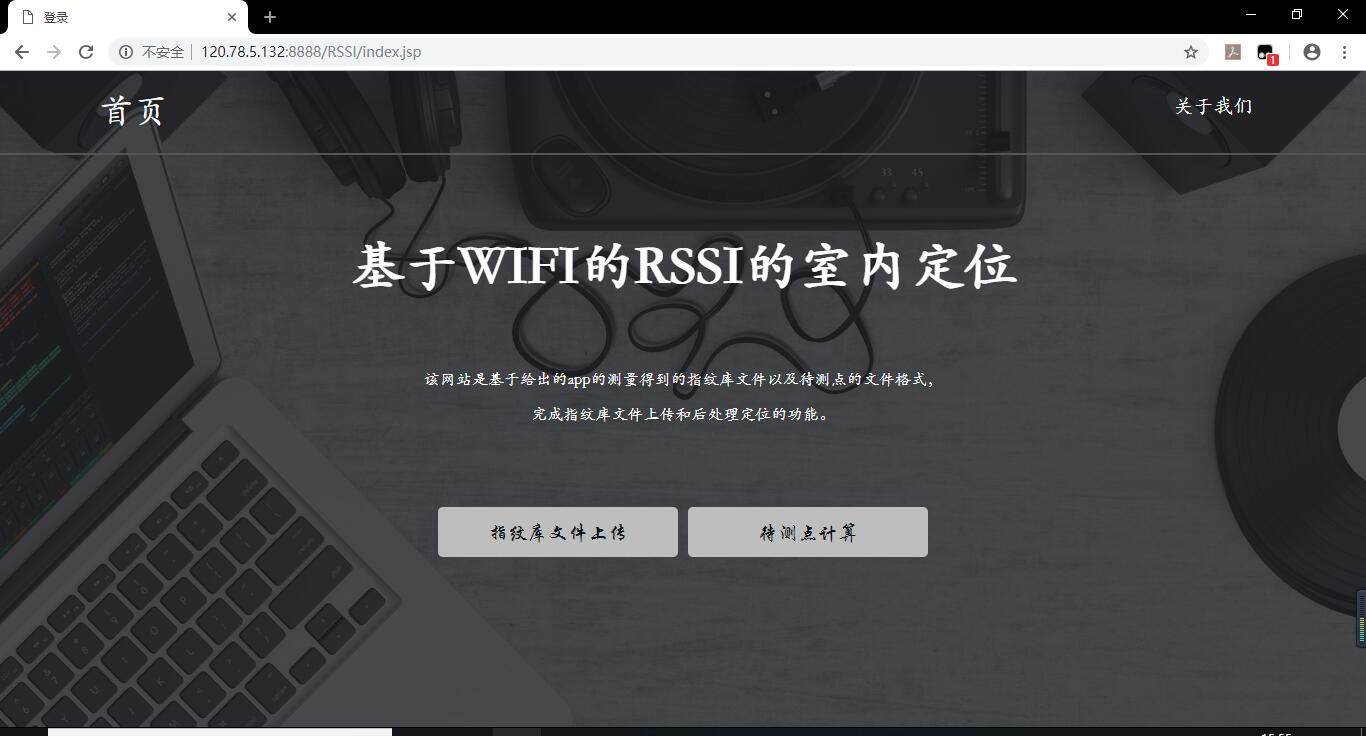 登录
不安全 120.78.5.132:8888/RSSI/index.jsp
1
首页
关于我们
33 45
基于WIFI的RSSI的室内定位
该网站是基于给出的app的测量得到的指纹库文件以及待测点的文件格式，
完成指纹库文件上传和后处理定位的功能。
指纹库文件上传
待测点计算